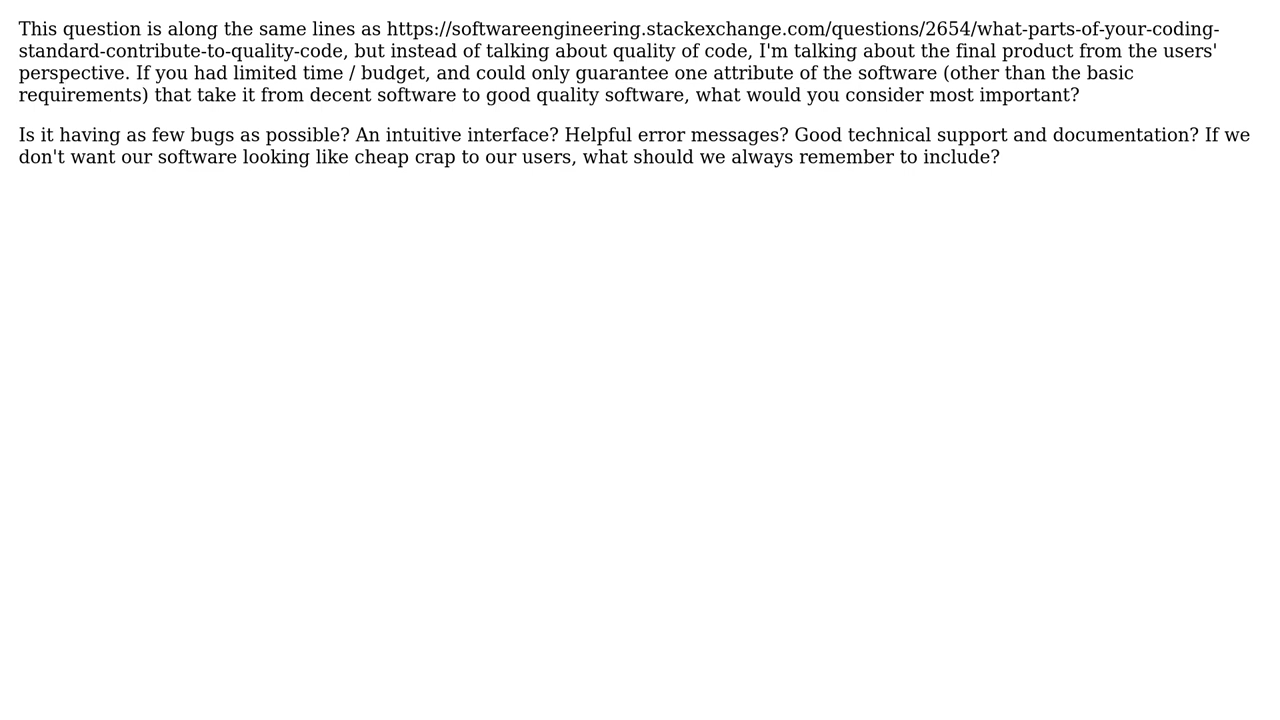 This question is along the same lines as https://softwareengineering.stackexchange.com/questions/2654/what-parts-of-your-coding-
standard-contribute-to-quality-code, but instead of talking about quality of code, I'm talking about the final product from the users'
perspective. If you had limited time / budget, and could only guarantee one attribute of the software (other than the basic
requirements) that take it from decent software to good quality software, what would you consider most important?
Is it having as few bugs as possible? An intuitive interface? Helpful error messages? Good technical support and documentation? If we
don't want our software looking like cheap crap to our users, what should we always remember to include?